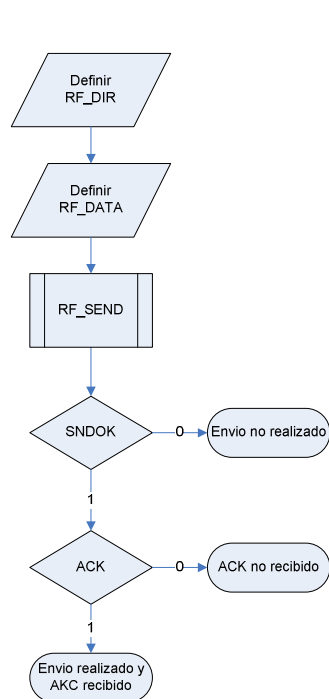 Definir
RF_DIR
Definir
RF_DATA
RF_SEND
SNDOK
0
Envio no realizado
1
ACK
0
ACK no recibido
1
Envio realizado y
AKC recibido